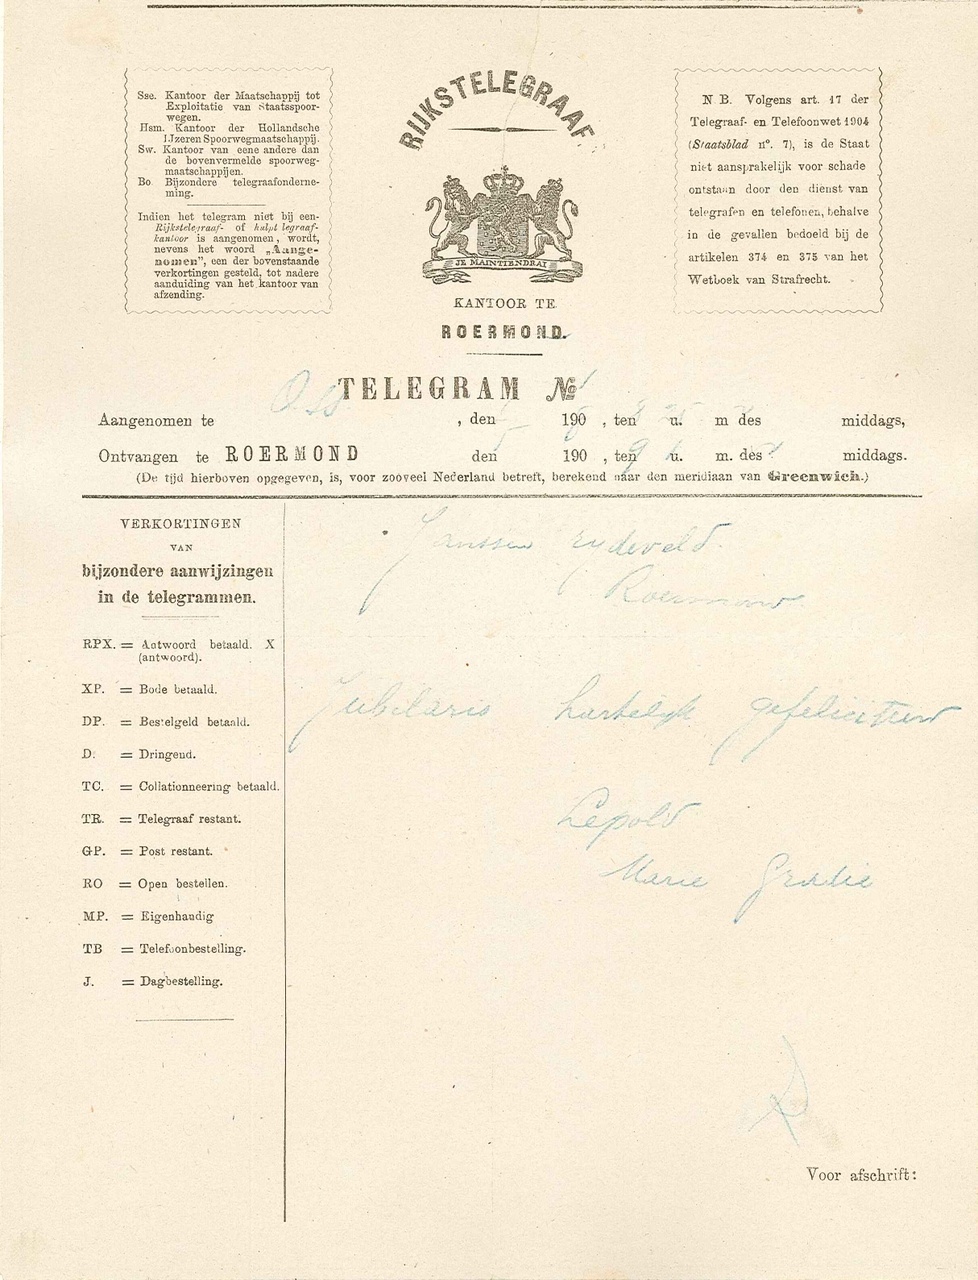 Sse. Kantoor der Maatschappij tot
Exploitatie van Staatsspoor-
wegen.
Hsm. Kantoor der Hollandsche
IJzeren Spoorwegmaatschappij.
Sw. Kantoor van eene andere dan
de bovenvermelde spoorweg-
maatschappijen.
Bo. Bijzondere telegraafonderne-
ming.
Indien het telegram niet bij een
Rijkstelegraaf- of hulptelegraaf-
kantoor is aangenomen, wordt,
nevens het woord „Aange-
nomen”, een der bovenstaande
verkortingen gesteld, tot nadere
aanduiding van het kantoor van
afzending.
RIJKSTELEGRAAF
JE MAINTIENDRAI
KANTOOR TE
ROERMOND.
N.B. Volgens art. 17 der
Telegraaf- en Telefoonwet 1904
(Staatsblad nº. 7), is de Staat
niet aansprakelijk voor schade
ontstaan door den dienst van
telegrafen en telefonen, behalve
in de gevallen bedoeld bij de
artikelen 374 en 375 van het
Wetboek van Strafrecht.
TELEGRAM №
Aangenomen te Oss, den 190 , ten u. m des middags,
Ontvangen te ROERMOND den 190 , ten 9 u. m. des middags.
(De tijd hierboven opgegeven, is, voor zooveel Nederland betreft, berekend naar den meridiaan van Greenwich.)
VERKORTINGEN
VAN
bijzondere aanwijzingen
in de telegrammen.
RPX. = Antwoord betaald. X
(antwoord).
XP. = Bode betaald.
DP. = Bestelgeld betaald.
D. = Dringend.
TC. = Collationneering betaald.
TR. = Telegraaf restant.
GP. = Post restant.
RO = Open bestellen.
MP. = Eigenhandig
TB = Telefoonbestelling.
J. = Dagbestelling.
Janssen
Roermond
Jubilaris hartelijk gefeliciteerd
Lepold
Marie
Voor afschrift: